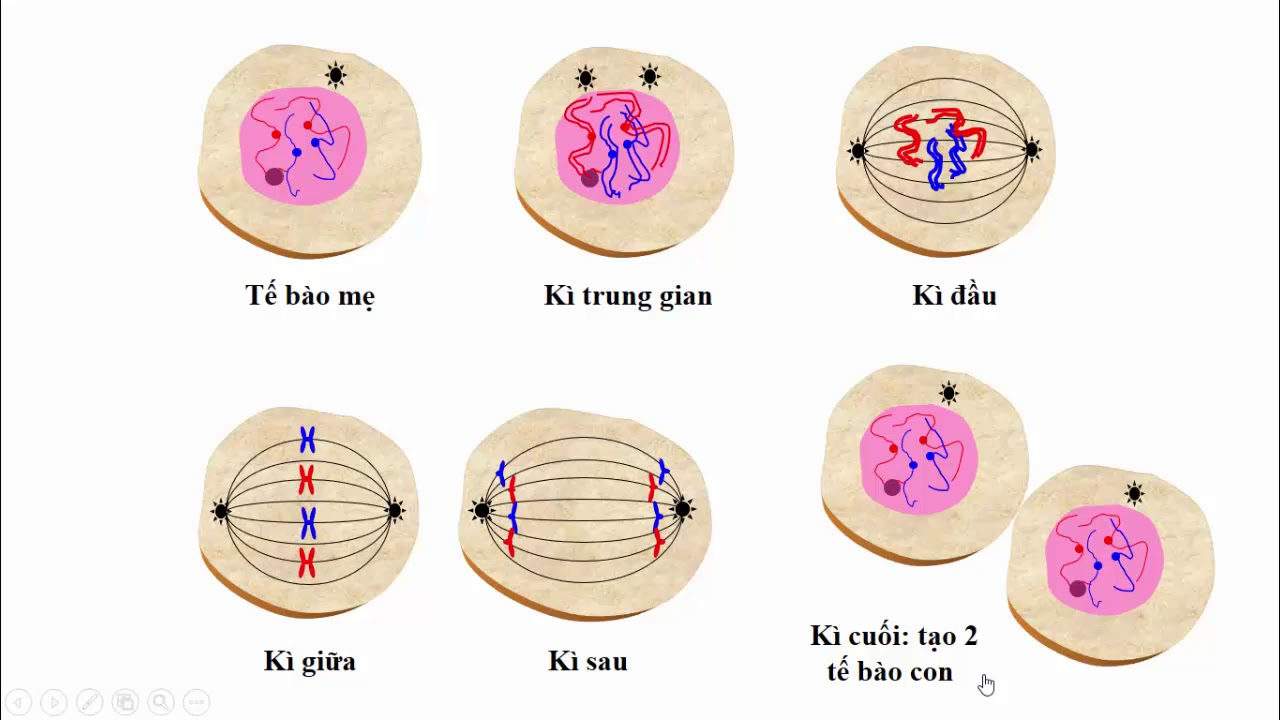 Tế bào mẹ
Kì trung gian
Kì đầu
Kì giữa
Kì sau
Kì cuối: tạo 2
tế bào con